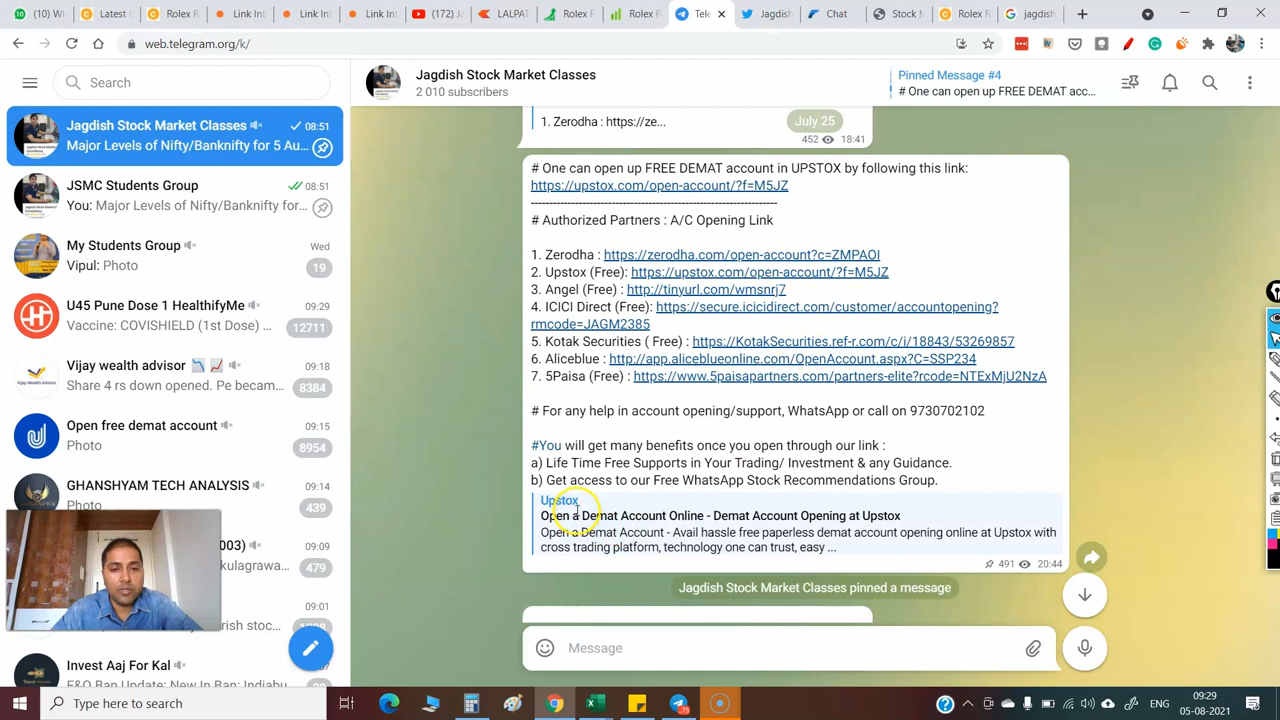 10) W
Latest
Nifty res
Link Int
Link Int
(172) J
LALPAT
Rolex R
Rolex R
Tele
Jagdish
Chat
Rolex R
Jagdish
web.telegram.org/k/
Search
Jagdish Stock Market Classes
2 010 subscribers
Pinned Message #4
# One can open up FREE DEMAT acc...
Jagdish Stock Market Classes 08:51
Major Levels of Nifty/Banknifty for 5 Au...
JSMC Students Group 08:51
You: Major Levels of Nifty/Banknifty for...
My Students Group Wed
Vipul: Photo 19
U45 Pune Dose 1 HealthifyMe 09:29
Vaccine: COVISHIELD (1st Dose) ... 12711
Vijay wealth advisor 09:18
Share 4 rs down opened. Pe becam... 8384
Open free demat account 09:15
Photo 8954
GHANSHYAM TECH ANALYSIS 09:09
Photo 439
003) 09:09
kulagrawa... 479
09:01
rish stoc...
Invest Aaj For Kal 09:00
F&O Ban Update: New In Ban: Indiabu
1. Zerodha : https://ze...
July 25
452 18:41
# One can open up FREE DEMAT account in UPSTOX by following this link:
https://upstox.com/open-account/?f=M5JZ
-------------------------------------------------------------------
# Authorized Partners : A/C Opening Link
1. Zerodha : https://zerodha.com/open-account?c=ZMPAOI
2. Upstox (Free): https://upstox.com/open-account/?f=M5JZ
3. Angel (Free): http://tinyurl.com/wmsnrj7
4. ICICI Direct (Free): https://secure.icicidirect.com/customer/accountopening?
rmcode=JAGM2385
5. Kotak Securities ( Free) : https://KotakSecurities.ref-r.com/c/i/18843/53269857
6. Aliceblue : http://app.aliceblueonline.com/OpenAccount.aspx?C=SSP234
7. 5Paisa (Free) : https://www.5paisapartners.com/partners-elite?rcode=NTExMjU2NzA
# For any help in account opening/support, WhatsApp or call on 9730702102
#You will get many benefits once you open through our link :
a) Life Time Free Supports in Your Trading/ Investment & any Guidance.
b) Get access to our Free WhatsApp Stock Recommendations Group.
Upstox
Open a Demat Account Online - Demat Account Opening at Upstox
Open a Demat Account - Avail hassle free paperless demat account opening online at Upstox with
cross trading platform, technology one can trust, easy ...
491 20:44
Jagdish Stock Market Classes pinned a message
Message
Type here to search
ENG
09:29
05-08-2021